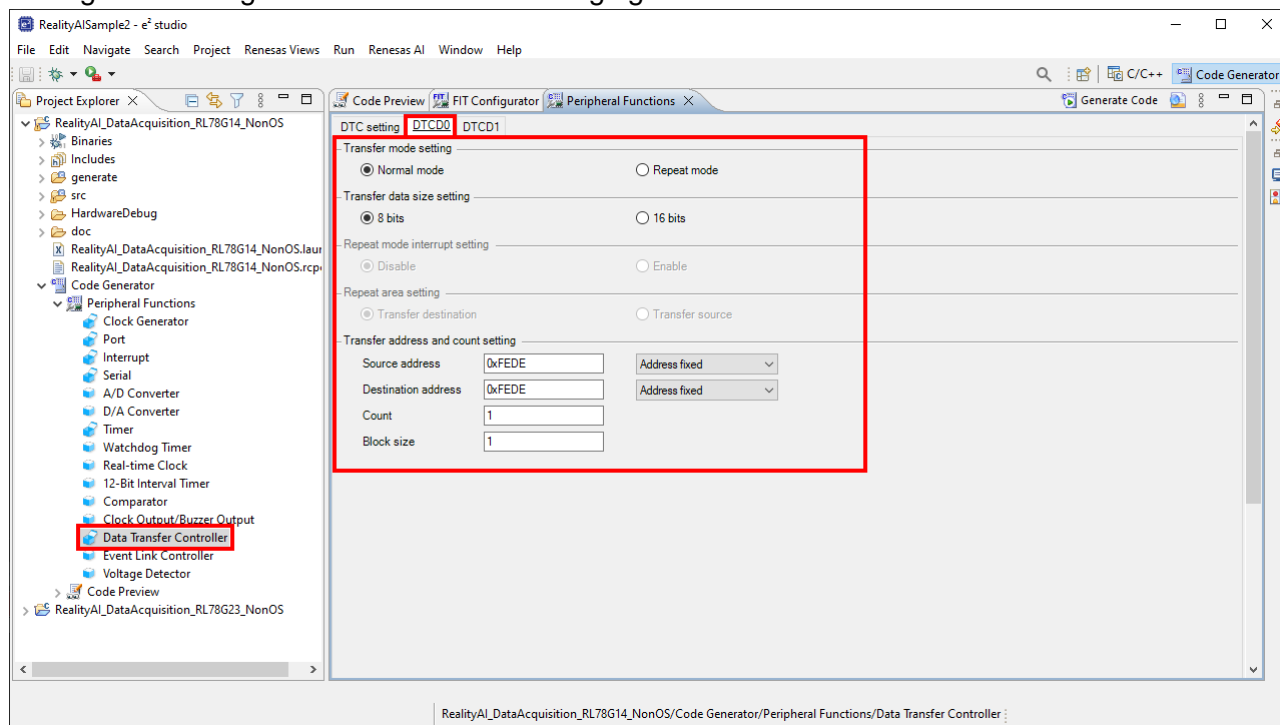 RealityAISample2 - e² studio
File Edit Navigate Search Project Renesas Views Run Renesas AI Window Help
C/C++ Code Generator
Project Explorer
Code Preview FIT Configurator Peripheral Functions Generate Code
RealityAI_DataAcquisition_RL78G14_NonOS
Binaries
Includes
generate
src
HardwareDebug
doc
RealityAI_DataAcquisition_RL78G14_NonOS.laur
RealityAI_DataAcquisition_RL78G14_NonOS.rcp
Code Generator
Peripheral Functions
Clock Generator
Port
Interrupt
Serial
A/D Converter
D/A Converter
Timer
Watchdog Timer
Real-time Clock
12-Bit Interval Timer
Comparator
Clock Output/Buzzer Output
Data Transfer Controller
Event Link Controller
Voltage Detector
Code Preview
RealityAI_DataAcquisition_RL78G23_NonOS
DTC setting DTCD0 DTCD1
Transfer mode setting
Normal mode Repeat mode
Transfer data size setting
8 bits 16 bits
Repeat mode interrupt setting
Disable Enable
Repeat area setting
Transfer destination Transfer source
Transfer address and count setting
Source address 0xFEDE Address fixed
Destination address 0xFEDE Address fixed
Count 1
Block size 1
RealityAI_DataAcquisition_RL78G14_NonOS/Code Generator/Peripheral Functions/Data Transfer Controller